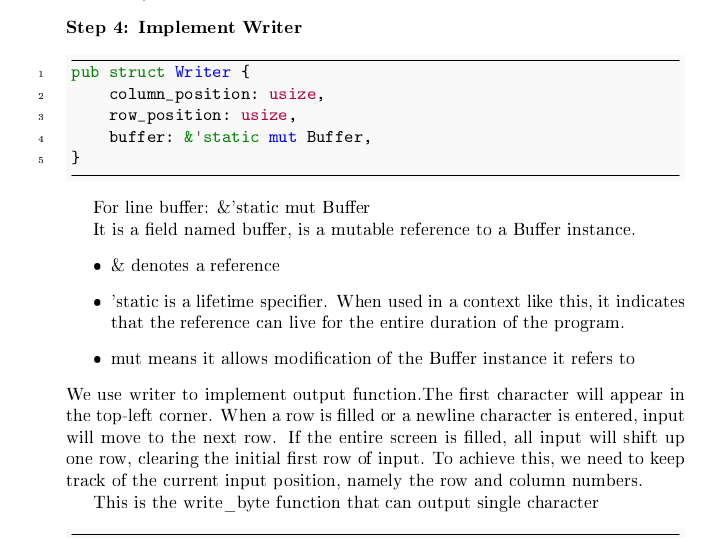 Step 4: Implement Writer
1 pub struct Writer {
2     column_position: usize,
3     row_position: usize,
4     buffer: &'static mut Buffer,
5 }
For line buffer: &'static mut Buffer
It is a field named buffer, is a mutable reference to a Buffer instance.
• & denotes a reference
• 'static is a lifetime specifier. When used in a context like this, it indicates
that the reference can live for the entire duration of the program.
• mut means it allows modification of the Buffer instance it refers to
We use writer to implement output function.The first character will appear in
the top-left corner. When a row is filled or a newline character is entered, input
will move to the next row. If the entire screen is filled, all input will shift up
one row, clearing the initial first row of input. To achieve this, we need to keep
track of the current input position, namely the row and column numbers.
This is the write_byte function that can output single character